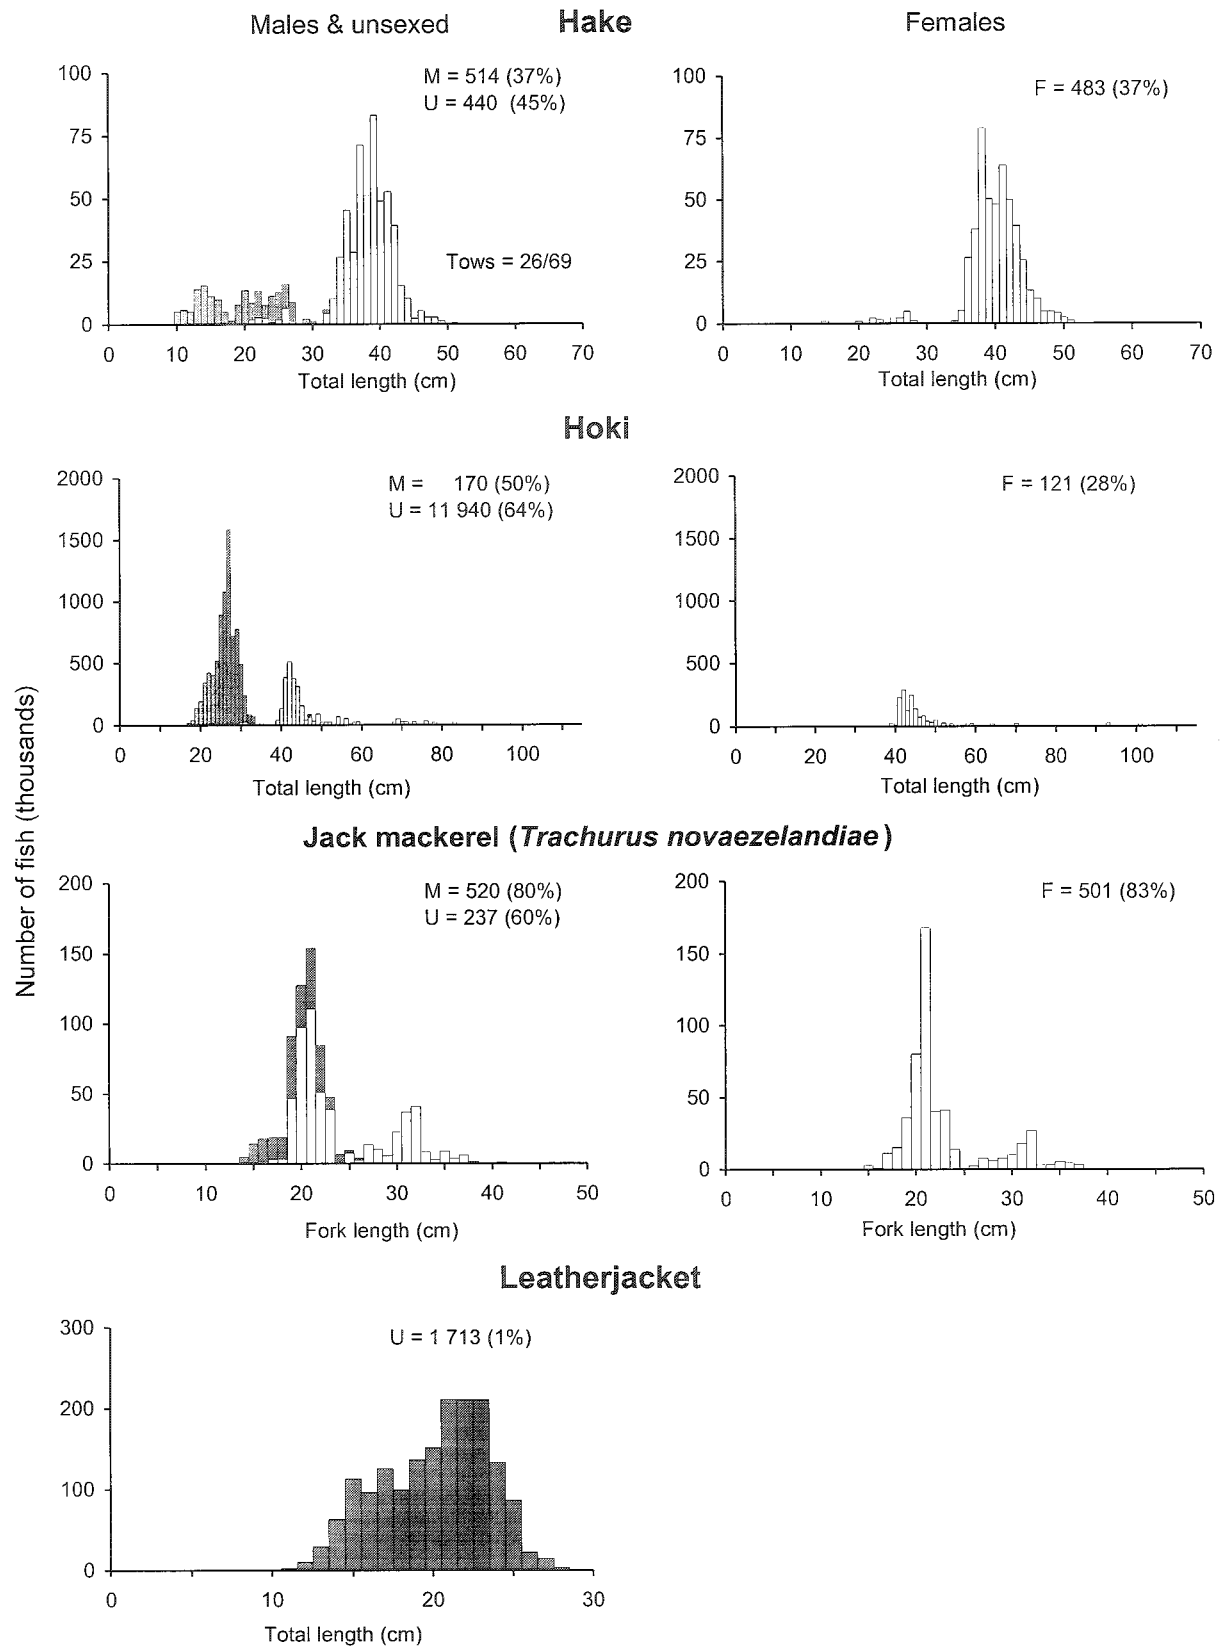 Males & unsexed Hake Females
M = 514 (37%)
U = 440 (45%)
Tows = 26/69
100
75
50
25
0
0 10 20 30 40 50 60 70
Total length (cm)
F = 483 (37%)
100
75
50
25
0
0 10 20 30 40 50 60 70
Total length (cm)
Hoki
M = 170 (50%)
U = 11 940 (64%)
2000
1500
1000
500
0
0 20 40 60 80 100
Total length (cm)
F = 121 (28%)
2000
1500
1000
500
0
0 20 40 60 80 100
Total length (cm)
Number of fish (thousands)
Jack mackerel (Trachurus novaezelandiae)
M = 520 (80%)
U = 237 (60%)
200
150
100
50
0
0 10 20 30 40 50
Fork length (cm)
F = 501 (83%)
200
150
100
50
0
0 10 20 30 40 50
Fork length (cm)
Leatherjacket
U = 1 713 (1%)
300
200
100
0
0 10 20 30
Total length (cm)